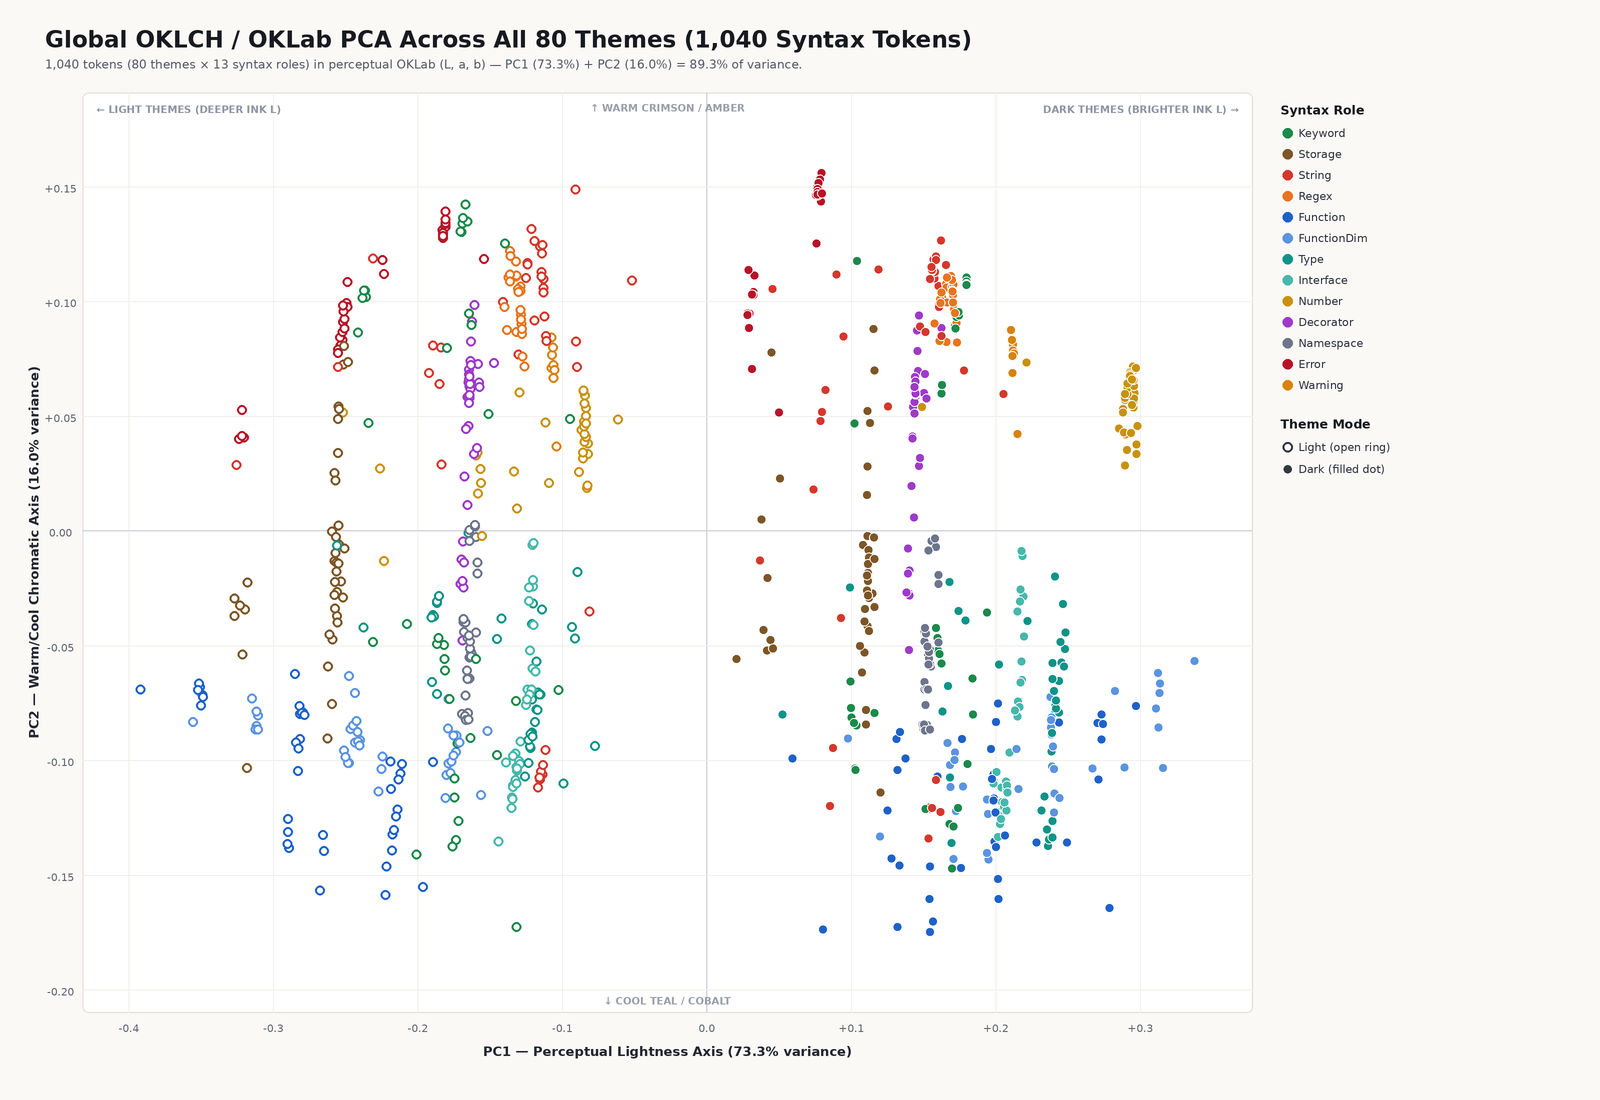 Global OKLCH / OKLab PCA Across All 80 Themes (1,040 Syntax Tokens)
1,040 tokens (80 themes × 13 syntax roles) in perceptual OKLab (L, a, b) — PC1 (73.3%) + PC2 (16.0%) = 89.3% of variance.
← LIGHT THEMES (DEEPER INK L)
↑ WARM CRIMSON / AMBER
DARK THEMES (BRIGHTER INK L) →
+0.15
+0.10
+0.05
0.00
-0.05
-0.10
-0.15
-0.20
PC2 — Warm/Cool Chromatic Axis (16.0% variance)
↓ COOL TEAL / COBALT
-0.4
-0.3
-0.2
-0.1
0.0
+0.1
+0.2
+0.3
PC1 — Perceptual Lightness Axis (73.3% variance)
Syntax Role
Keyword
Storage
String
Regex
Function
FunctionDim
Type
Interface
Number
Decorator
Namespace
Error
Warning
Theme Mode
Light (open ring)
Dark (filled dot)